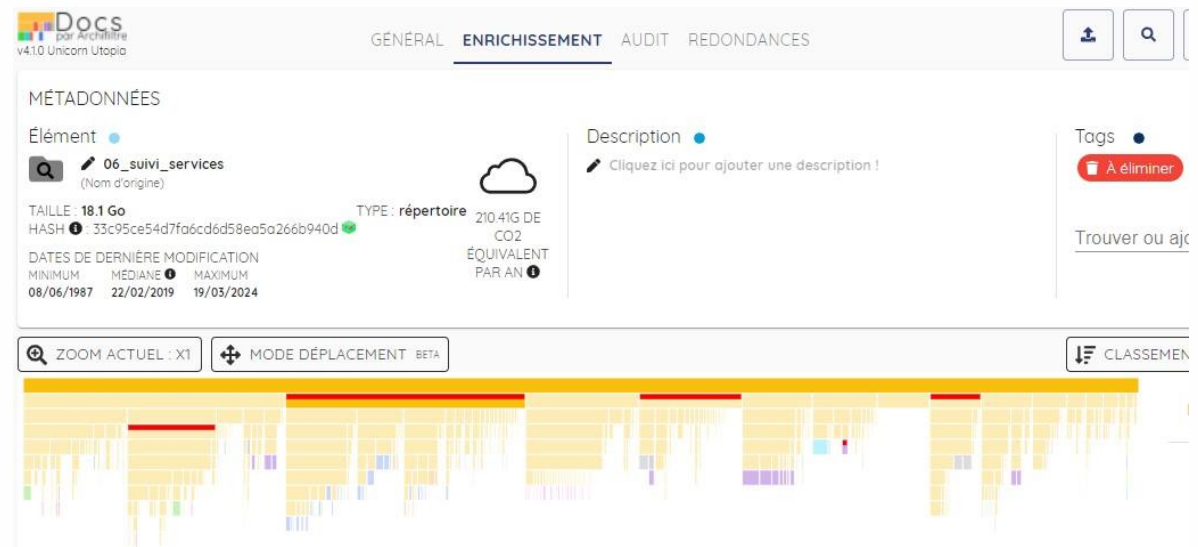 Docs
par Archifiltre
v4.1.0 Unicorn Utopia
GÉNÉRAL ENRICHISSEMENT AUDIT REDONDANCES
MÉTADONNÉES
Élément
06_suivi_services
(Nom d'origine)
TAILLE : 18.1 Go TYPE : répertoire
HASH : 33c95ce54d7fa6cd6d58ea5a266b940d
DATES DE DERNIÈRE MODIFICATION
MINIMUM MÉDIANE MAXIMUM
08/06/1987 22/02/2019 19/03/2024
210.41G DE
CO2
ÉQUIVALENT
PAR AN
Description
Cliquez ici pour ajouter une description !
Tags
À éliminer
Trouver ou ajo
ZOOM ACTUEL : X1 MODE DÉPLACEMENT BETA CLASSEMEN